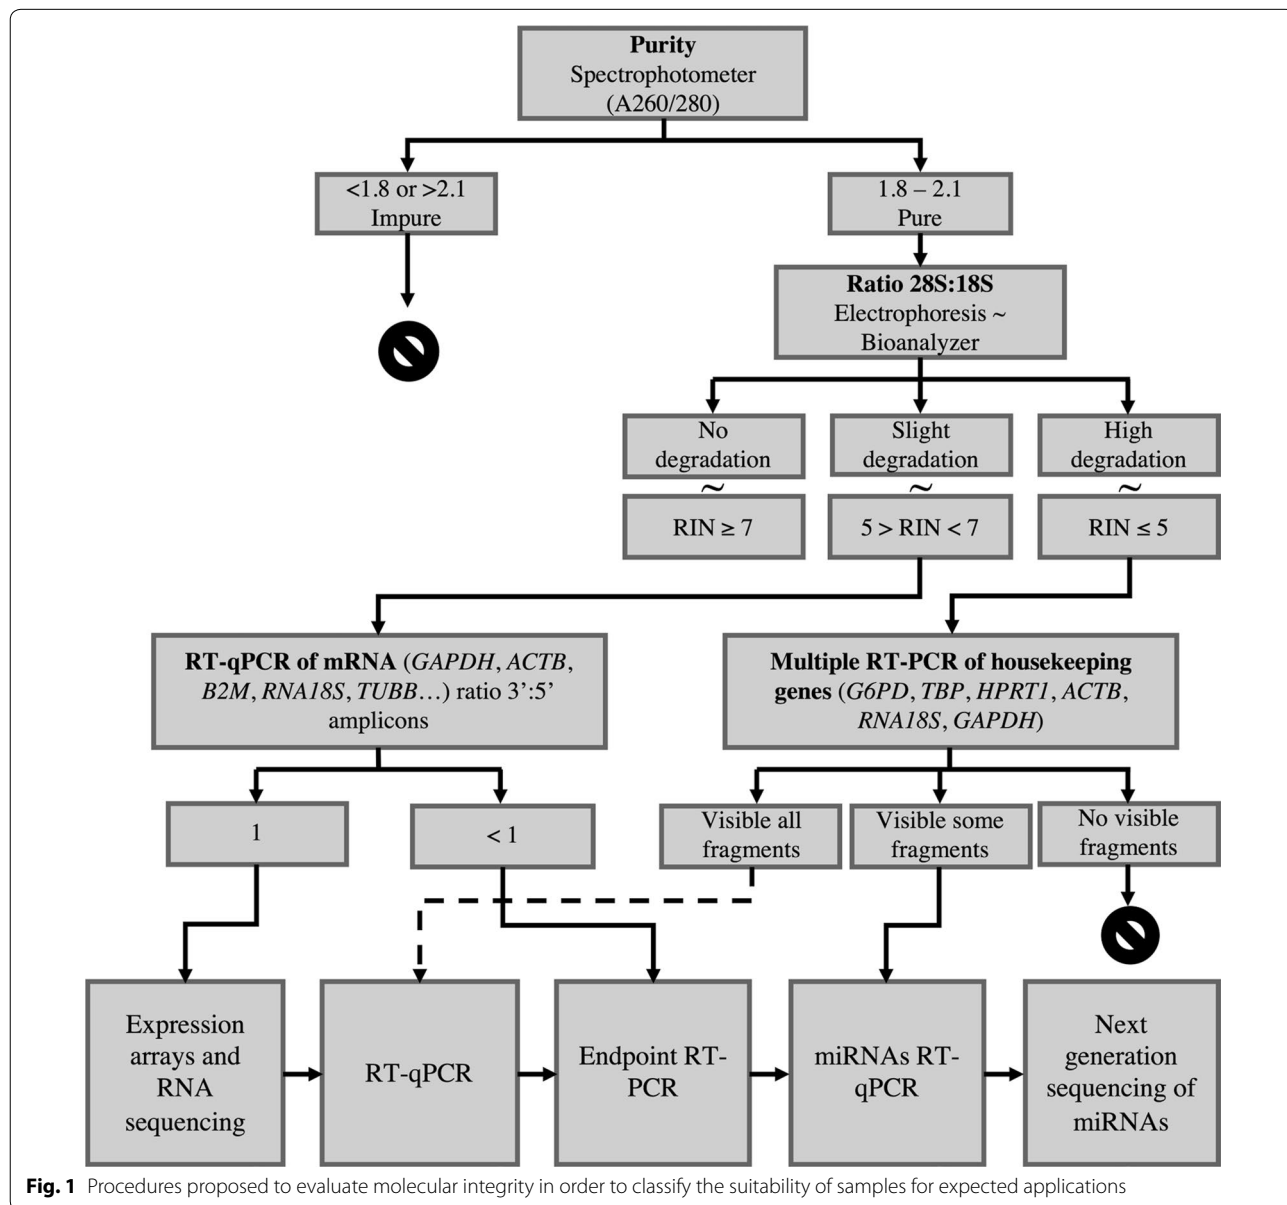 Purity
Spectrophotometer
(A260/280)
<1.8 or >2.1
Impure
1.8 – 2.1
Pure
Ratio 28S:18S
Electrophoresis ~
Bioanalyzer
No
degradation
~
RIN ≥ 7
Slight
degradation
~
5 > RIN < 7
High
degradation
~
RIN ≤ 5
RT-qPCR of mRNA (GAPDH, ACTB,
B2M, RNA18S, TUBB…) ratio 3’:5’
amplicons
Multiple RT-PCR of housekeeping
genes (G6PD, TBP, HPRT1, ACTB,
RNA18S, GAPDH)
1
< 1
Visible all
fragments
Visible some
fragments
No visible
fragments
Expression
arrays and
RNA
sequencing
RT-qPCR
Endpoint RT-
PCR
miRNAs RT-
qPCR
Next
generation
sequencing of
miRNAs
Fig. 1 Procedures proposed to evaluate molecular integrity in order to classify the suitability of samples for expected applications